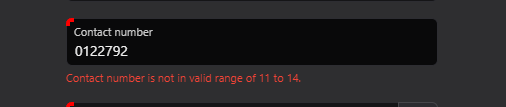 Contact number
0122792
Contact number is not in valid range of 11 to 14.